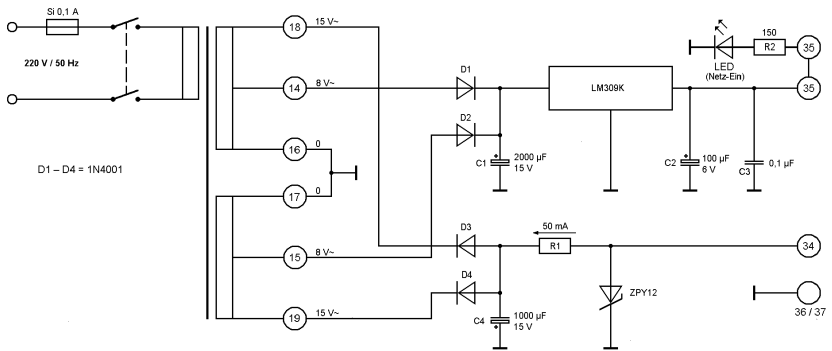 Si 0,1 A
220 V / 50 Hz
D1 – D4 = 1N4001
18
15 V~
14
8 V~
16
0
17
0
15
8 V~
19
15 V~
D1
D2
C1
2000 µF
15 V
LM309K
LED
(Netz-Ein)
150
R2
35
35
C2
100 µF
6 V
C3
0,1 µF
D3
D4
C4
1000 µF
15 V
50 mA
R1
ZPY12
34
36 / 37